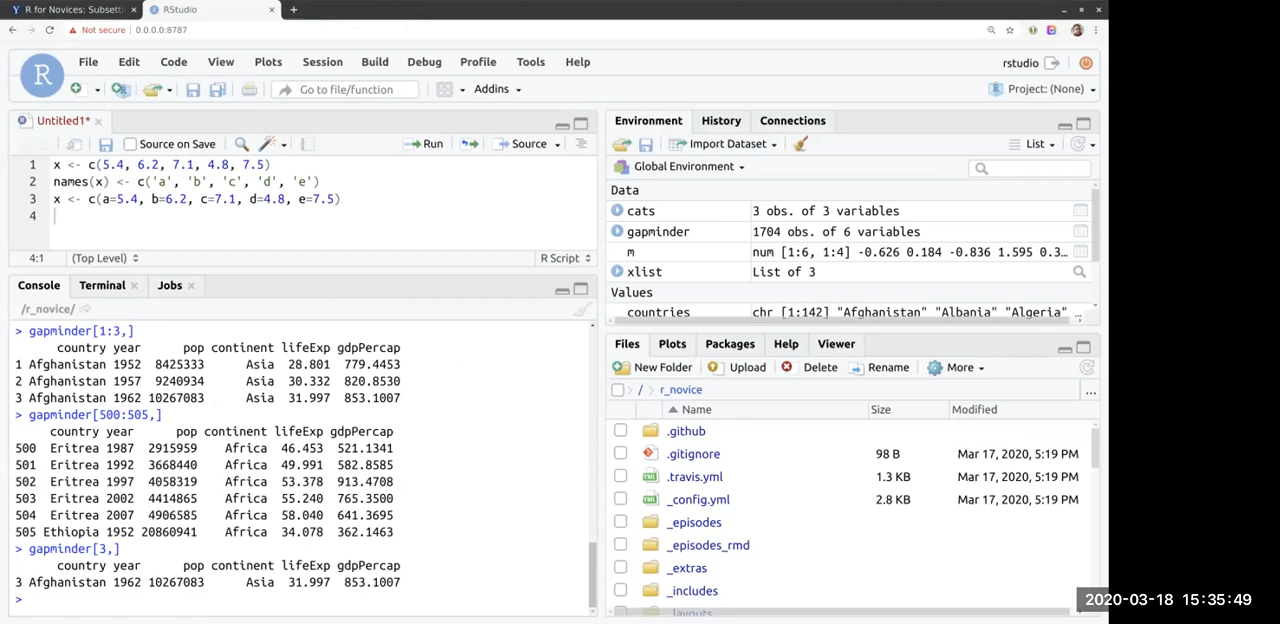 R for Novices: Subsetti
RStudio
Not secure
0.0.0.0:8787
File Edit Code View Plots Session Build Debug Profile Tools Help
rstudio
Go to file/function
Addins
Project: (None)
Untitled1*
Source on Save
Run
Source
1 x <- c(5.4, 6.2, 7.1, 4.8, 7.5)
2 names(x) <- c('a', 'b', 'c', 'd', 'e')
3 x <- c(a=5.4, b=6.2, c=7.1, d=4.8, e=7.5)
4
4:1 (Top Level) R Script
Console Terminal Jobs
/r_novice/
> gapminder[1:3,]
country year pop continent lifeExp gdpPercap
1 Afghanistan 1952 8425333 Asia 28.801 779.4453
2 Afghanistan 1957 9240934 Asia 30.332 820.8530
3 Afghanistan 1962 10267083 Asia 31.997 853.1007
> gapminder[500:505,]
country year pop continent lifeExp gdpPercap
500 Eritrea 1987 2915959 Africa 46.453 521.1341
501 Eritrea 1992 3668440 Africa 49.991 582.8585
502 Eritrea 1997 4058319 Africa 53.378 913.4708
503 Eritrea 2002 4414865 Africa 55.240 765.3500
504 Eritrea 2007 4906585 Africa 58.040 641.3695
505 Ethiopia 1952 20860941 Africa 34.078 362.1463
> gapminder[3,]
country year pop continent lifeExp gdpPercap
3 Afghanistan 1962 10267083 Asia 31.997 853.1007
>
Environment History Connections
Import Dataset
List
Global Environment
Data
cats 3 obs. of 3 variables
gapminder 1704 obs. of 6 variables
m num [1:6, 1:4] -0.626 0.184 -0.836 1.595 0.3…
xlist List of 3
Values
countries chr [1:142] "Afghanistan" "Albania" "Algeria" …
Files Plots Packages Help Viewer
New Folder Upload Delete Rename More
/ r_novice ...
Name Size Modified
.github
.gitignore 98 B Mar 17, 2020, 5:19 PM
.travis.yml 1.3 KB Mar 17, 2020, 5:19 PM
_config.yml 2.8 KB Mar 17, 2020, 5:19 PM
_episodes
_episodes_rmd
_extras
_includes
_layouts
2020-03-18 15:35:49